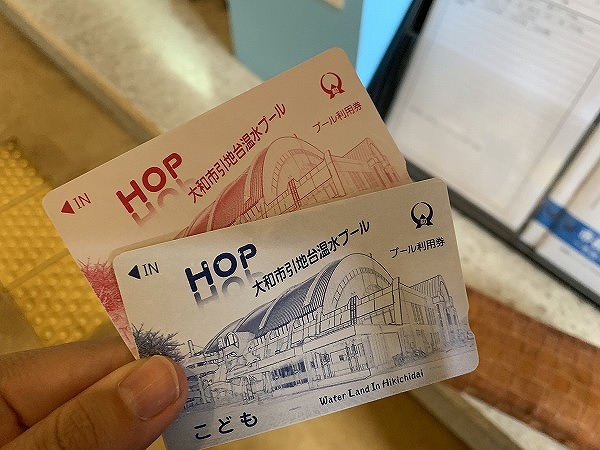 IN
HOP
大和市引地台温水プール
プール利用券
IN
HOP
大和市引地台温水プール
プール利用券
Water Land In Hikichidai
こども